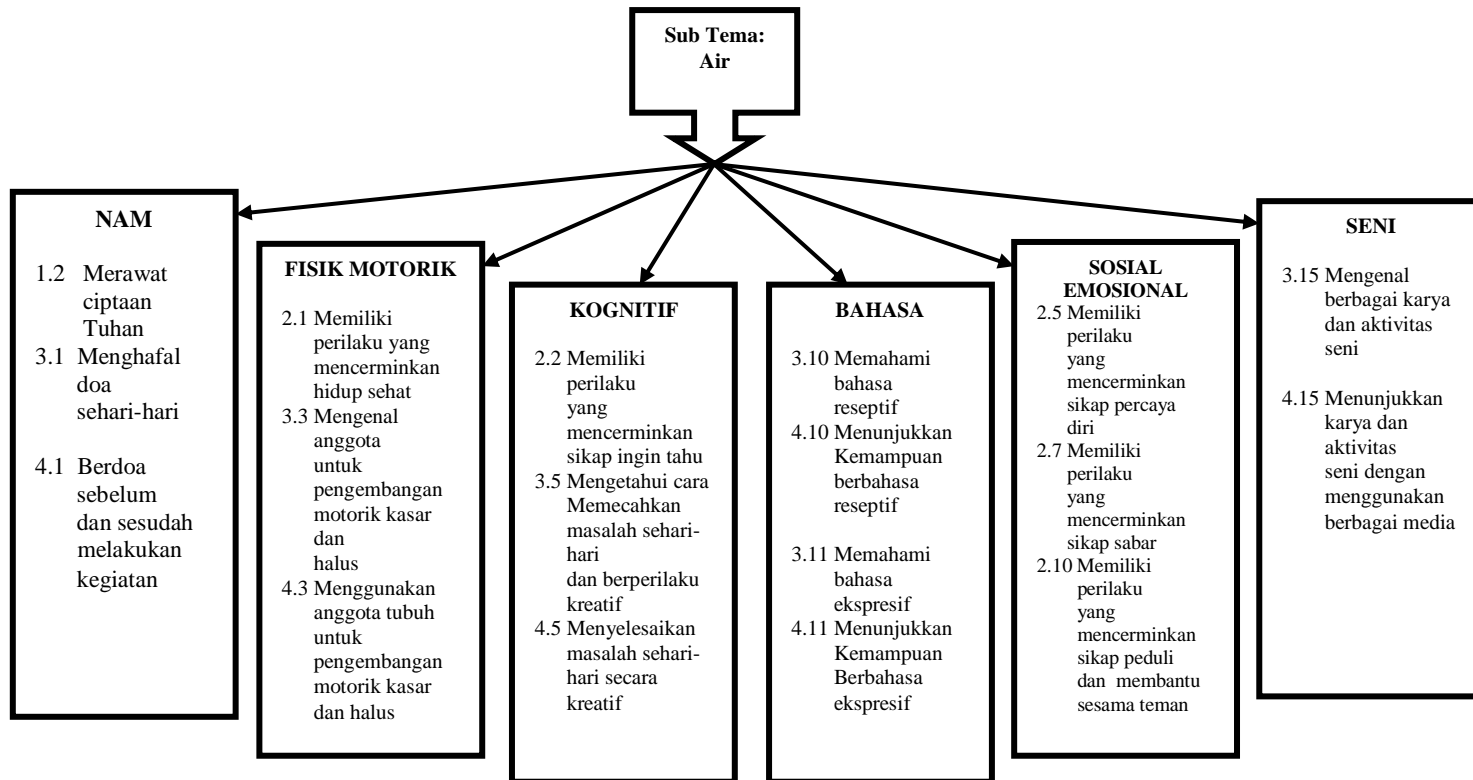 Sub Tema:
Air
NAM
1.2 Merawat
ciptaan
Tuhan
3.1 Menghafal
doa
sehari-hari
4.1 Berdoa
sebelum
dan sesudah
melakukan
kegiatan
FISIK MOTORIK
2.1 Memiliki
perilaku yang
mencerminkan
hidup sehat
3.3 Mengenal
anggota
untuk
pengembangan
motorik kasar
dan
halus
4.3 Menggunakan
anggota tubuh
untuk
pengembangan
motorik kasar
dan halus
KOGNITIF
2.2 Memiliki
perilaku
yang
mencerminkan
sikap ingin tahu
3.5 Mengetahui cara
Memecahkan
masalah sehari-
hari
dan berperilaku
kreatif
4.5 Menyelesaikan
masalah sehari-
hari secara
kreatif
BAHASA
3.10 Memahami
bahasa
reseptif
4.10 Menunjukkan
Kemampuan
berbahasa
reseptif
3.11 Memahami
bahasa
ekspresif
4.11 Menunjukkan
Kemampuan
Berbahasa
ekspresif
SOSIAL
EMOSIONAL
2.5 Memiliki
perilaku
yang
mencerminkan
sikap percaya
diri
2.7 Memiliki
perilaku
yang
mencerminkan
sikap sabar
2.10 Memiliki
perilaku
yang
mencerminkan
sikap peduli
dan membantu
sesama teman
SENI
3.15 Mengenal
berbagai karya
dan aktivitas
seni
4.15 Menunjukkan
karya dan
aktivitas
seni dengan
menggunakan
berbagai media